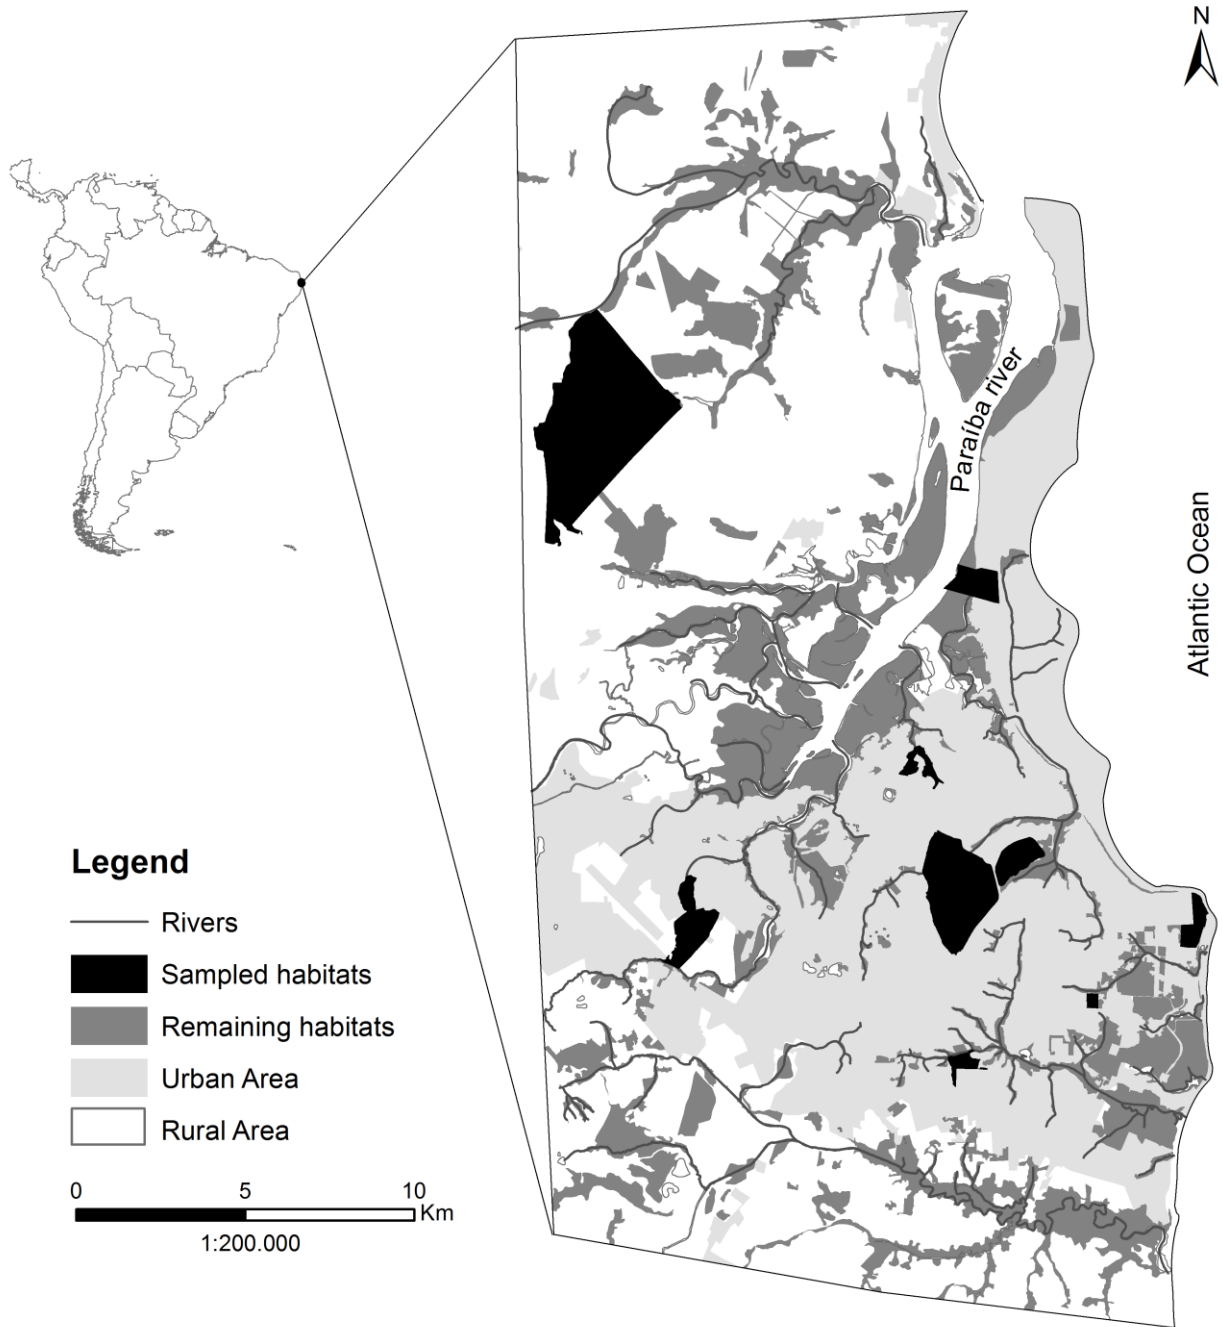 N
Paraíba river
Atlantic Ocean
Legend
Rivers
Sampled habitats
Remaining habitats
Urban Area
Rural Area
0 5 10
Km
1:200.000